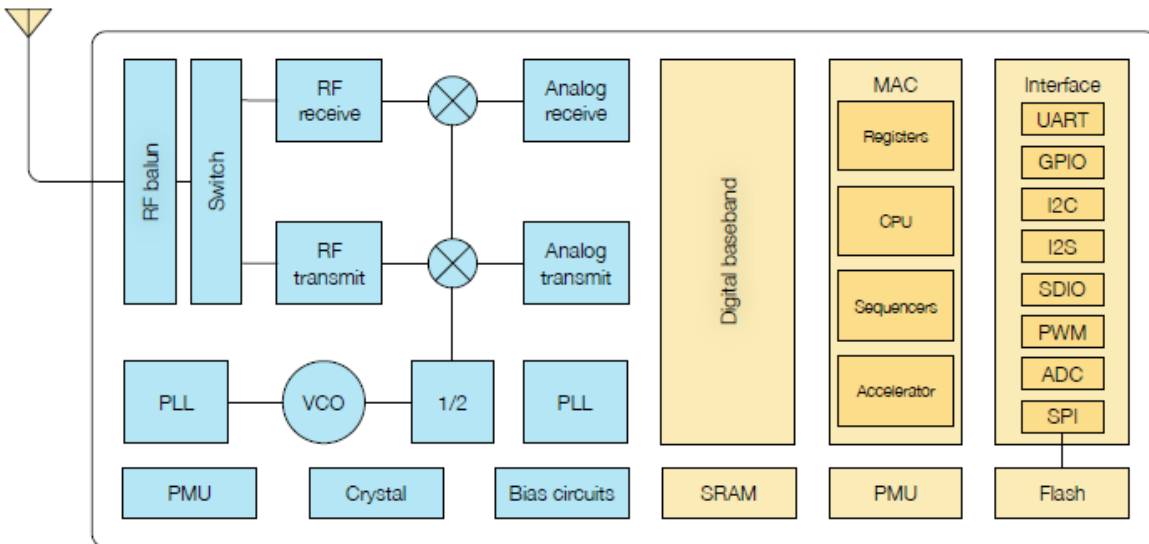 RF balun
Switch
RF
receive
Analog
receive
RF
transmit
Analog
transmit
PLL
VCO
1/2
PLL
PMU
Crystal
Bias circuits
Digital baseband
SRAM
MAC
Registers
CPU
Sequencers
Accelerator
PMU
Interface
UART
GPIO
I2C
I2S
SDIO
PWM
ADC
SPI
Flash